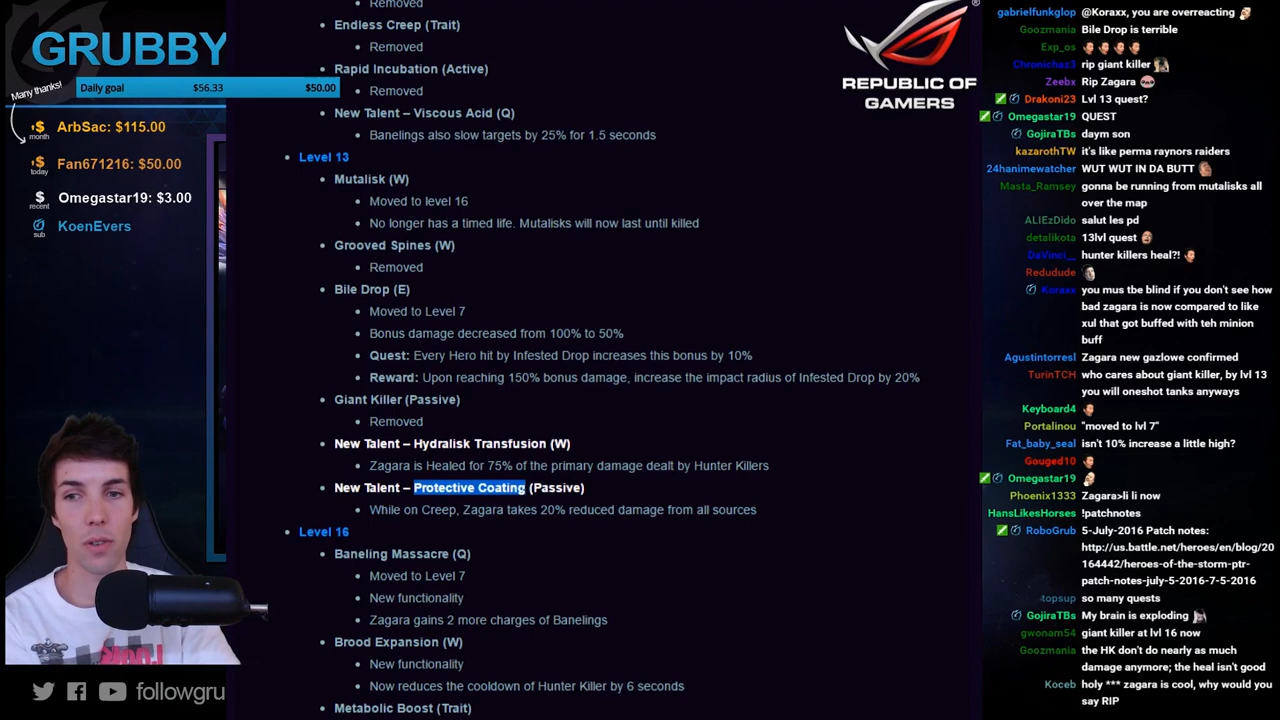 GRUBBY
Many thanks!
Daily goal $56.33 $50.00
$ month ArbSac: $115.00
$ today Fan671216: $50.00
$ recent Omegastar19: $3.00
sub KoenEvers
followgru
REPUBLIC OF
GAMERS
Removed
Endless Creep (Trait)
Removed
Rapid Incubation (Active)
Removed
New Talent – Viscous Acid (Q)
Banelings also slow targets by 25% for 1.5 seconds
Level 13
Mutalisk (W)
Moved to level 16
No longer has a timed life. Mutalisks will now last until killed
Grooved Spines (W)
Removed
Bile Drop (E)
Moved to Level 7
Bonus damage decreased from 100% to 50%
Quest: Every Hero hit by Infested Drop increases this bonus by 10%
Reward: Upon reaching 150% bonus damage, increase the impact radius of Infested Drop by 20%
Giant Killer (Passive)
Removed
New Talent – Hydralisk Transfusion (W)
Zagara is Healed for 75% of the primary damage dealt by Hunter Killers
New Talent – Protective Coating (Passive)
While on Creep, Zagara takes 20% reduced damage from all sources
Level 16
Baneling Massacre (Q)
Moved to Level 7
New functionality
Zagara gains 2 more charges of Banelings
Brood Expansion (W)
New functionality
Now reduces the cooldown of Hunter Killer by 6 seconds
Metabolic Boost (Trait)
gabrielfunkglop @Koraxx, you are overreacting
Goozmania Bile Drop is terrible
Exp_os
Chronichaz3 rip giant killer
Zeebx Rip Zagara
Drakoni23 Lvl 13 quest?
Omegastar19 QUEST
GojiraTBs daym son
kazarothTW it's like perma raynors raiders
24hanimewatcher WUT WUT IN DA BUTT
Masta_Ramsey gonna be running from mutalisks all
over the map
ALIEzDido salut les pd
detalikota 13lvl quest
DaVinci__ hunter killers heal?!
Redudude
Koraxx you mus tbe blind if you don't see how
bad zagara is now compared to like
xul that got buffed with teh minion
buff
Agustintorresl Zagara new gazlowe confirmed
TurinTCH who cares about giant killer, by lvl 13
you will oneshot tanks anyways
Keyboard4
Portalinou "moved to lvl 7"
Fat_baby_seal isn't 10% increase a little high?
Gouged10
Omegastar19
Phoenix1333 Zagara>li li now
HansLikesHorses !patchnotes
RoboGrub 5-July-2016 Patch notes:
http://us.battle.net/heroes/en/blog/20
164442/heroes-of-the-storm-ptr-
patch-notes-july-5-2016-7-5-2016
topsup so many quests
GojiraTBs My brain is exploding
gwonam54 giant killer at lvl 16 now
Goozmania the HK don't do nearly as much
damage anymore; the heal isn't good
Koceb holy *** zagara is cool, why would you
say RIP